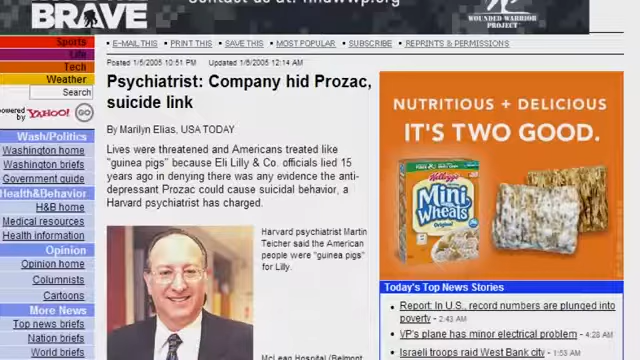 BRAVE
WOUNDED WARRIOR
PROJECT
E-MAIL THIS • PRINT THIS • SAVE THIS • MOST POPULAR • SUBSCRIBE • REPRINTS & PERMISSIONS
Sports
Life
Tech
Weather
Search
powered by YAHOO! GO
Wash/Politics
Washington home
Washington briefs
Government guide
Health&Behavior
H&B home
Medical resources
Health information
Opinion
Opinion home
Columnists
Cartoons
More News
Top news briefs
Nation briefs
World briefs
Posted 1/5/2005 10:51 PM Updated 1/6/2005 12:14 AM
Psychiatrist: Company hid Prozac,
suicide link
By Marilyn Elias, USA TODAY
Lives were threatened and Americans treated like
"guinea pigs" because Eli Lilly & Co. officials lied 15
years ago in denying there was any evidence the anti-
depressant Prozac could cause suicidal behavior, a
Harvard psychiatrist has charged.
Harvard psychiatrist Martin
Teicher said the American
people were "guinea pigs"
for Lilly.
McLean Hospital/Belmont,
NUTRITIOUS + DELICIOUS
IT'S TWO GOOD.
Kellogg's
Mini
Wheats
Original
Today's Top News Stories
• Report: In U.S., record numbers are plunged into
poverty - 2:43 AM
• VP's plane has minor electrical problem - 4:28 AM
• Israeli troops raid West Bank city - 1:53 AM